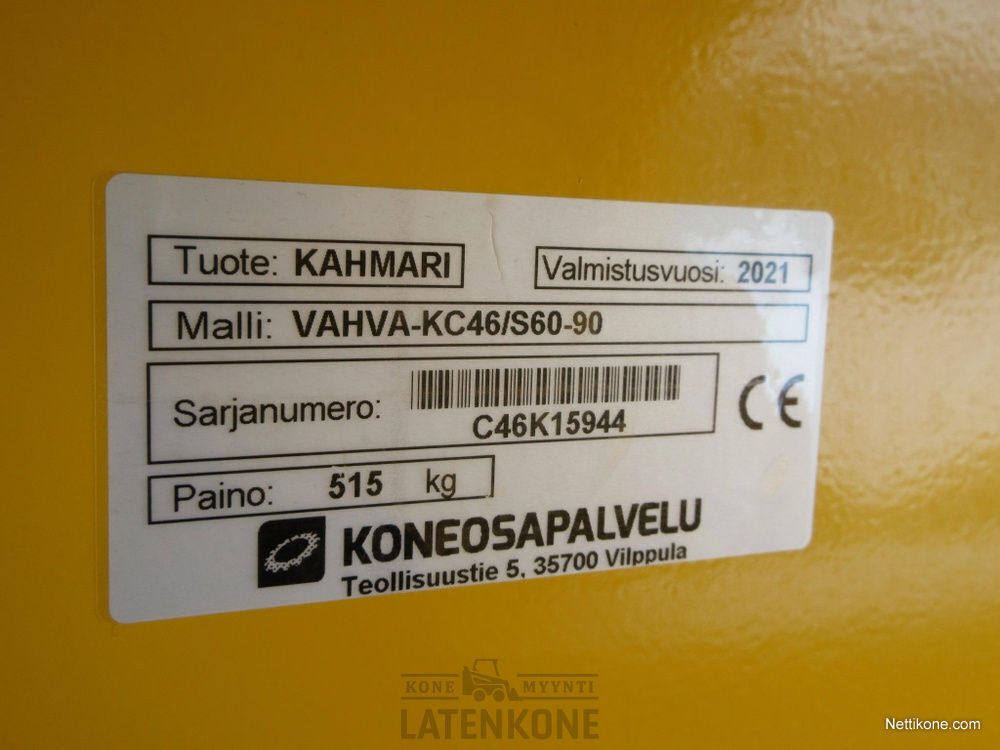 Tuote: KAHMARI
Valmistusvuosi: 2021
Malli: VAHVA-KC46/S60-90
Sarjanumero:
C46K15944
CE
Paino: 515 kg
KONEOSAPALVELU
Teollisuustie 5, 35700 Vilppula
KONE MYYNTI
LATENKONE
Nettikone.com